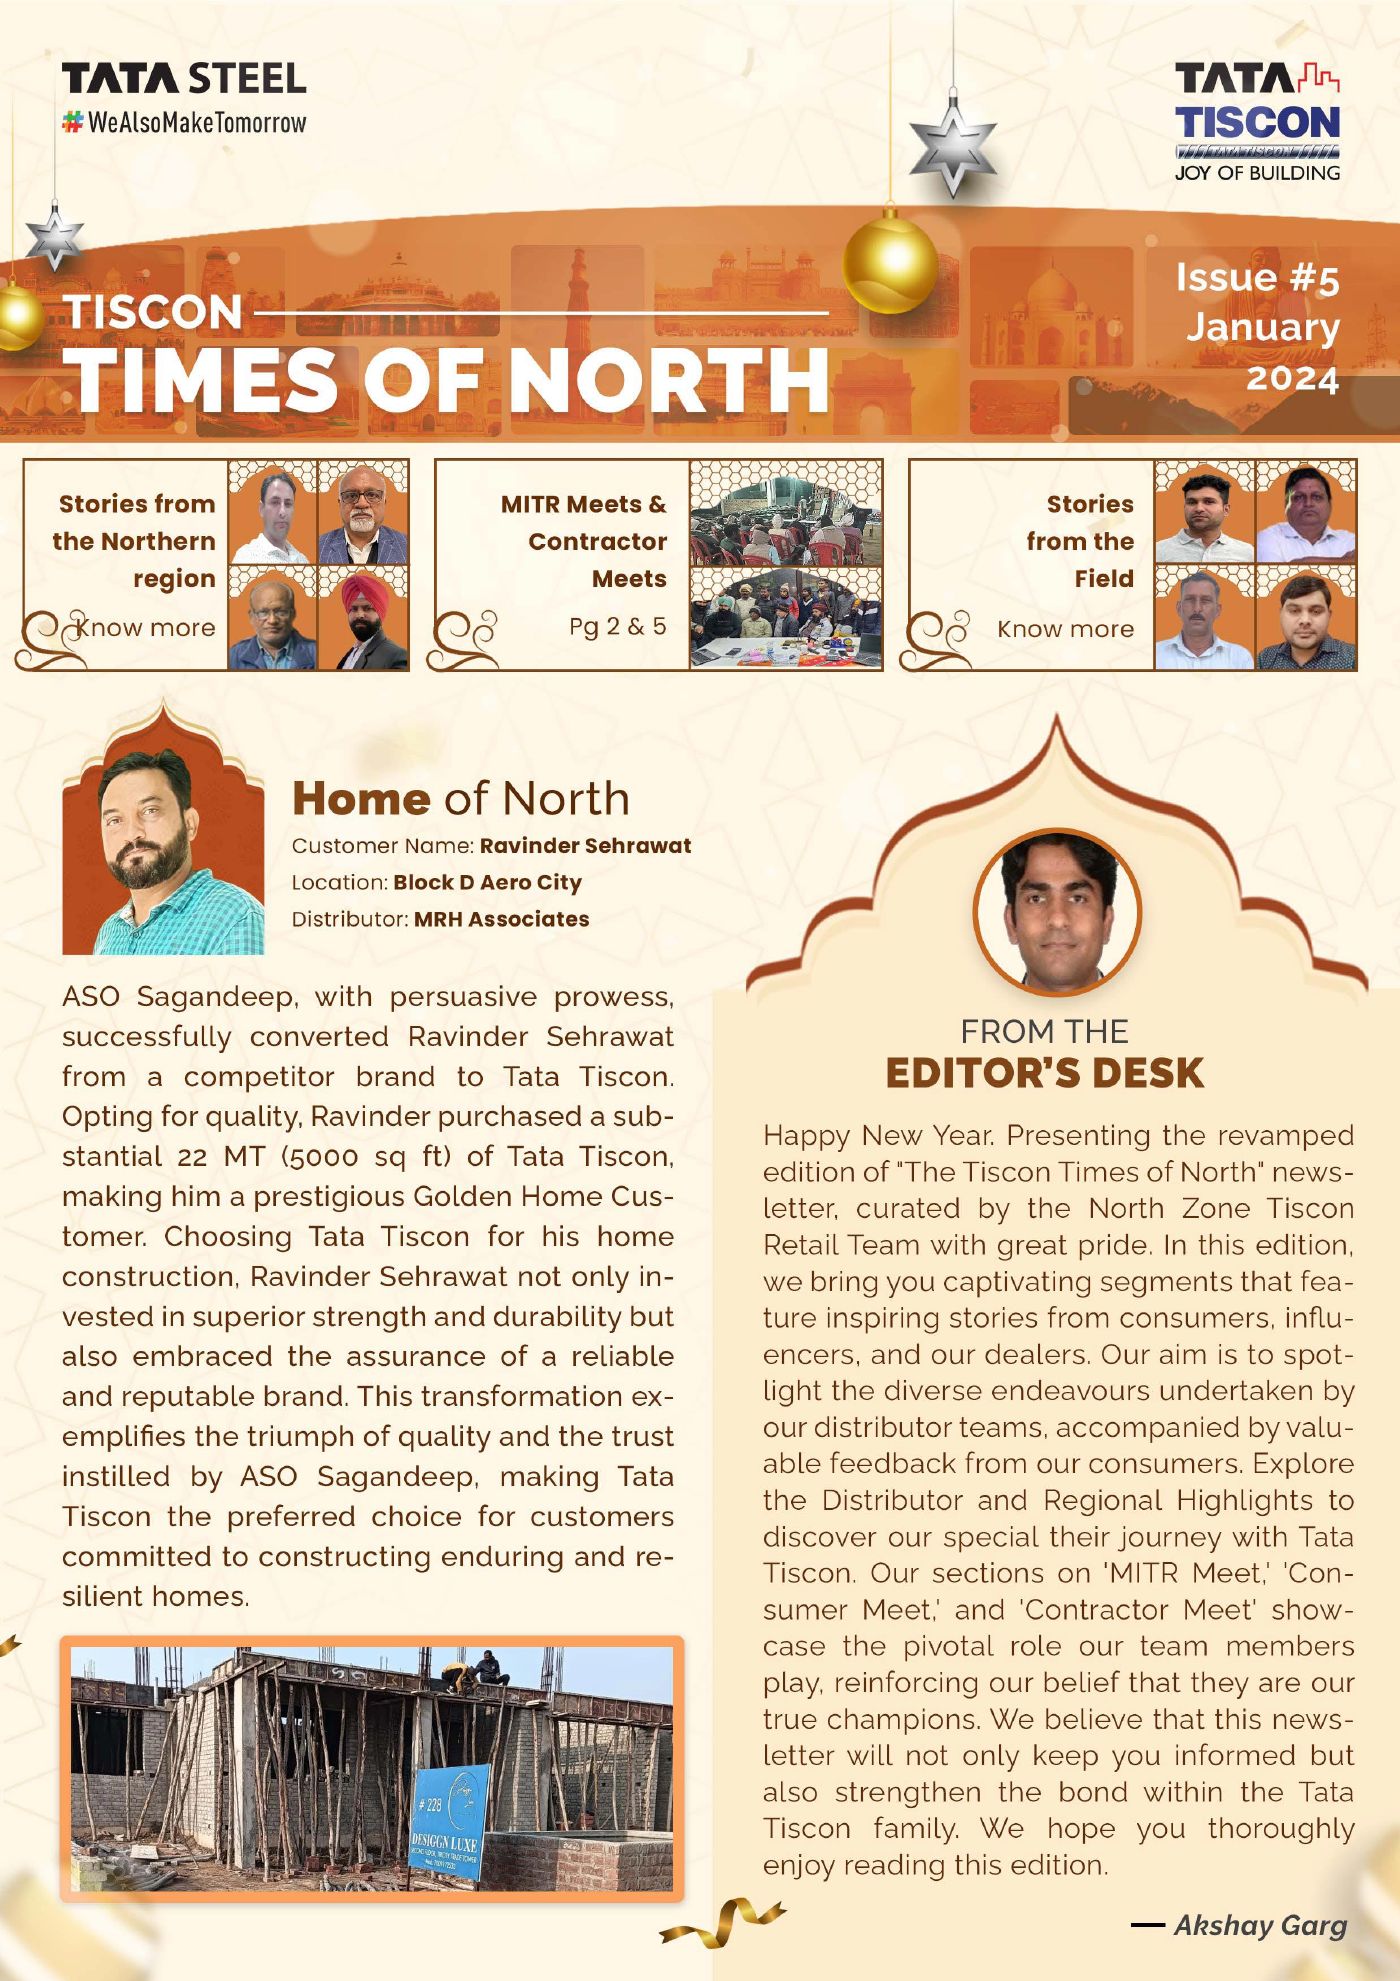 TATA STEEL
#WeAlsoMakeTomorrow
TATA
TISCON
TATA TISCON
JOY OF BUILDING
TISCON
TIMES OF NORTH
Issue #5
January
2024
Stories from
the Northern
region
Know more
MITR Meets &
Contractor
Meets
Pg 2 & 5
Stories
from the
Field
Know more
Home of North
Customer Name: Ravinder Sehrawat
Location: Block D Aero City
Distributor: MRH Associates
ASO Sagandeep, with persuasive prowess,
successfully converted Ravinder Sehrawat
from a competitor brand to Tata Tiscon.
Opting for quality, Ravinder purchased a sub-
stantial 22 MT (5000 sq ft) of Tata Tiscon,
making him a prestigious Golden Home Cus-
tomer. Choosing Tata Tiscon for his home
construction, Ravinder Sehrawat not only in-
vested in superior strength and durability but
also embraced the assurance of a reliable
and reputable brand. This transformation ex-
emplifies the triumph of quality and the trust
instilled by ASO Sagandeep, making Tata
Tiscon the preferred choice for customers
committed to constructing enduring and re-
silient homes.
# 228
DESIGGN LUXE
FROM THE
EDITOR'S DESK
Happy New Year. Presenting the revamped
edition of "The Tiscon Times of North" news-
letter, curated by the North Zone Tiscon
Retail Team with great pride. In this edition,
we bring you captivating segments that fea-
ture inspiring stories from consumers, influ-
encers, and our dealers. Our aim is to spot-
light the diverse endeavours undertaken by
our distributor teams, accompanied by valu-
able feedback from our consumers. Explore
the Distributor and Regional Highlights to
discover our special their journey with Tata
Tiscon. Our sections on 'MITR Meet,' 'Con-
sumer Meet,' and 'Contractor Meet' show-
case the pivotal role our team members
play, reinforcing our belief that they are our
true champions. We believe that this news-
letter will not only keep you informed but
also strengthen the bond within the Tata
Tiscon family. We hope you thoroughly
enjoy reading this edition.
— Akshay Garg